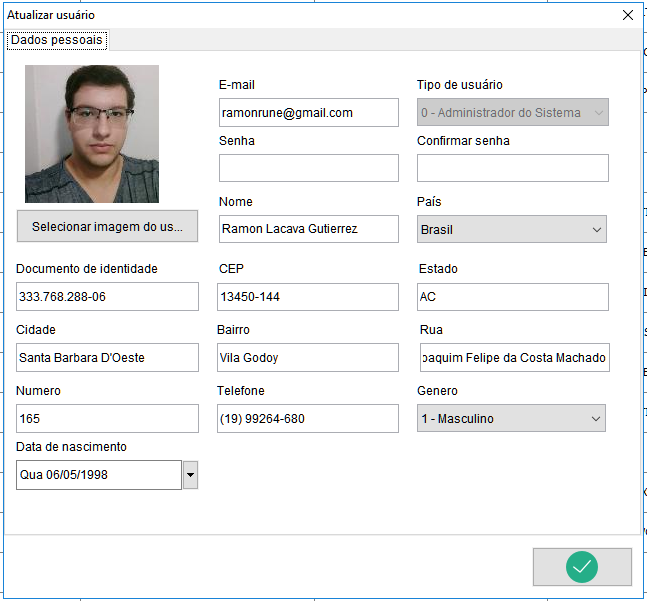 Atualizar usuário
Dados pessoais
E-mail
Tipo de usuário
ramonrune@gmail.com
0 - Administrador do Sistema
Senha
Confirmar senha
Nome
País
Selecionar imagem do us...
Ramon Lacava Gutierrez
Brasil
Documento de identidade
CEP
Estado
333.768.288-06
13450-144
AC
Cidade
Bairro
Rua
Santa Barbara D'Oeste
Vila Godoy
oaquim Felipe da Costa Machado
Numero
Telefone
Genero
165
(19) 99264-680
1 - Masculino
Data de nascimento
Qua 06/05/1998